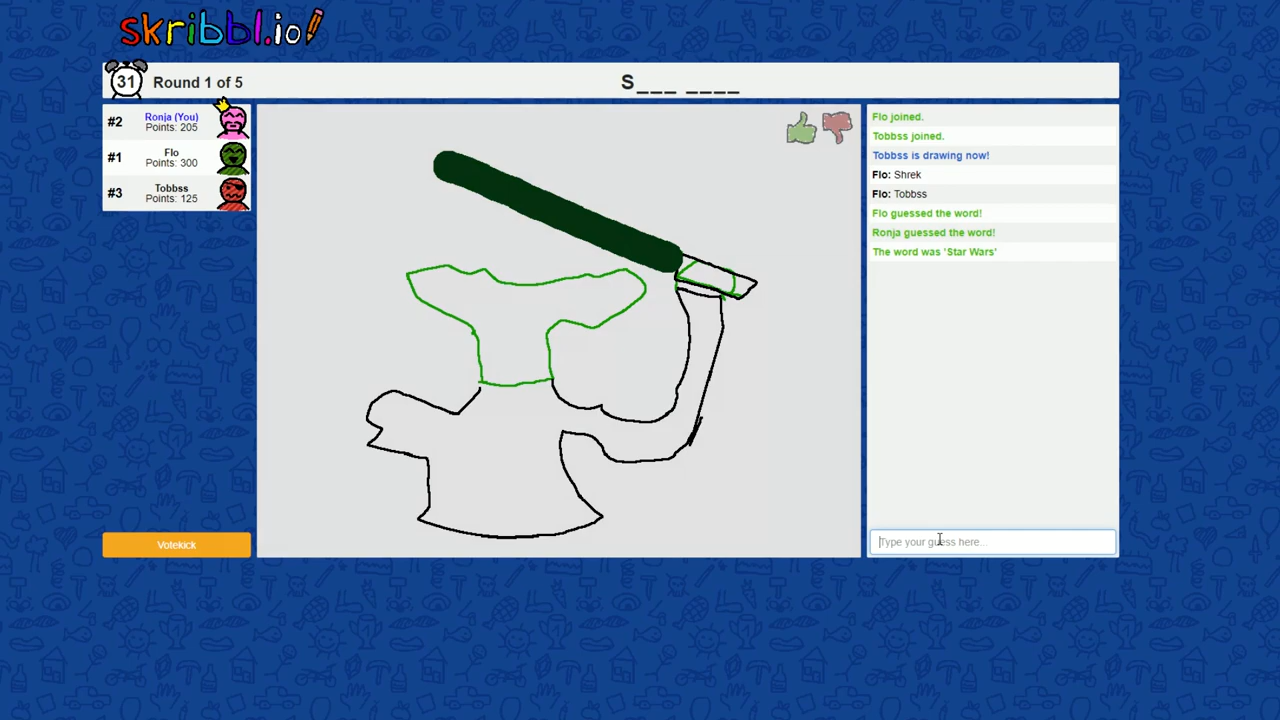 skribbl.io
31 Round 1 of 5
S___ ____
#2 Ronja (You)
Points: 205
#1 Flo
Points: 300
#3 Tobbss
Points: 125
Votekick
Flo joined.
Tobbss joined.
Tobbss is drawing now!
Flo: Shrek
Flo: Tobbss
Flo guessed the word!
Ronja guessed the word!
The word was 'Star Wars'
Type your guess here...